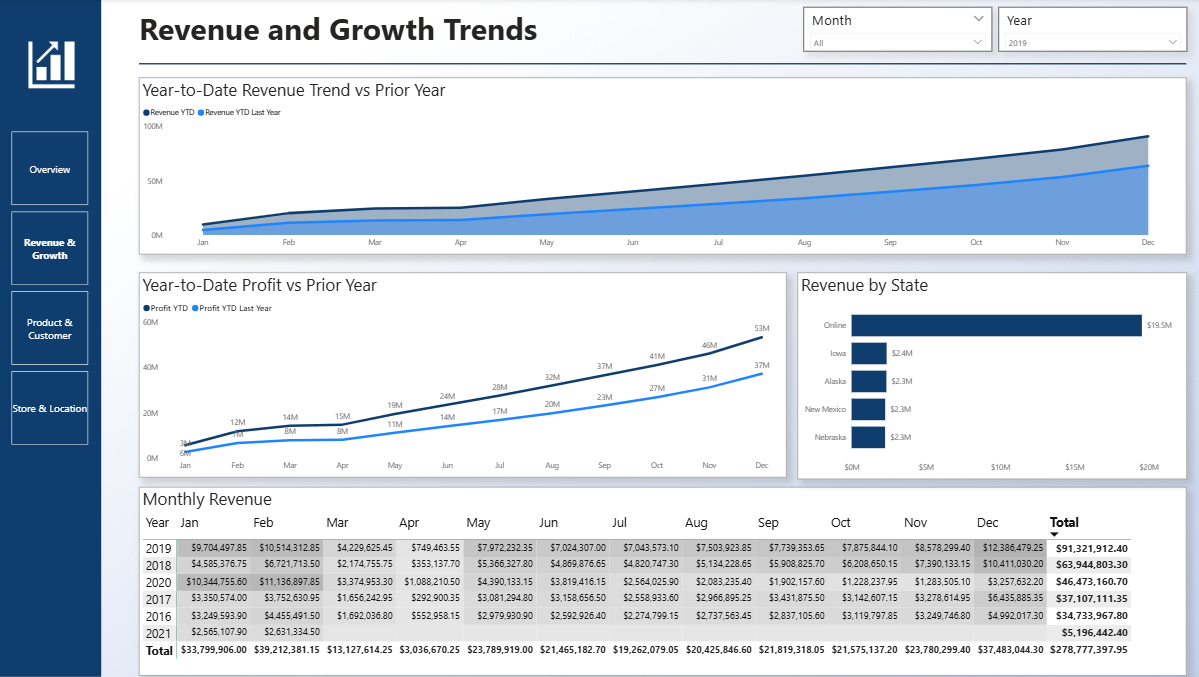 Revenue and Growth Trends
Month
All
Year
2019
Overview
Revenue &
Growth
Product &
Customer
Store & Location
Year-to-Date Revenue Trend vs Prior Year
Revenue YTD Revenue YTD Last Year
100M
50M
0M
Jan Feb Mar Apr May Jun Jul Aug Sep Oct Nov Dec
Year-to-Date Profit vs Prior Year
Profit YTD Profit YTD Last Year
60M
40M
20M
0M
6M 12M 14M 15M 19M 24M 28M 32M 37M 41M 46M 53M
3M 7M 8M 8M 11M 14M 17M 20M 23M 27M 31M 37M
Jan Feb Mar Apr May Jun Jul Aug Sep Oct Nov Dec
Revenue by State
Online $19.5M
Iowa $2.4M
Alaska $2.3M
New Mexico $2.3M
Nebraska $2.3M
$0M $5M $10M $15M $20M
Monthly Revenue
Year Jan Feb Mar Apr May Jun Jul Aug Sep Oct Nov Dec Total
2019 $9,704,497.85 $10,514,312.85 $4,229,625.45 $749,463.55 $7,972,232.35 $7,024,307.00 $7,043,573.10 $7,503,923.85 $7,739,353.65 $7,875,844.10 $8,578,299.40 $12,386,479.25 $91,321,912.40
2018 $4,585,376.75 $6,721,713.50 $2,174,755.75 $353,137.70 $5,366,327.80 $4,869,876.65 $4,820,747.30 $5,134,228.65 $5,908,825.70 $6,208,650.15 $7,390,133.15 $10,411,030.20 $63,944,803.30
2020 $10,344,755.60 $11,136,897.85 $3,374,953.30 $1,088,210.50 $4,390,133.15 $3,819,416.15 $2,564,025.90 $2,083,235.40 $1,902,157.60 $1,228,237.95 $1,283,505.10 $3,257,632.20 $46,473,160.70
2017 $3,350,574.00 $3,752,630.95 $1,656,242.95 $292,900.35 $3,081,294.80 $3,158,656.50 $2,558,933.60 $2,966,895.25 $3,431,875.50 $3,142,607.15 $3,278,614.95 $6,435,885.35 $37,107,111.35
2016 $3,249,593.90 $4,455,491.50 $1,692,036.80 $552,958.15 $2,979,930.90 $2,592,926.40 $2,274,799.15 $2,737,563.45 $2,837,105.60 $3,119,797.85 $3,249,746.80 $4,992,017.30 $34,733,967.80
2021 $2,565,107.90 $2,631,334.50 $5,196,442.40
Total $33,799,906.00 $39,212,381.15 $13,127,614.25 $3,036,670.25 $23,789,919.00 $21,465,182.70 $19,262,079.05 $20,425,846.60 $21,819,318.05 $21,575,137.20 $23,780,299.40 $37,483,044.30 $278,777,397.95